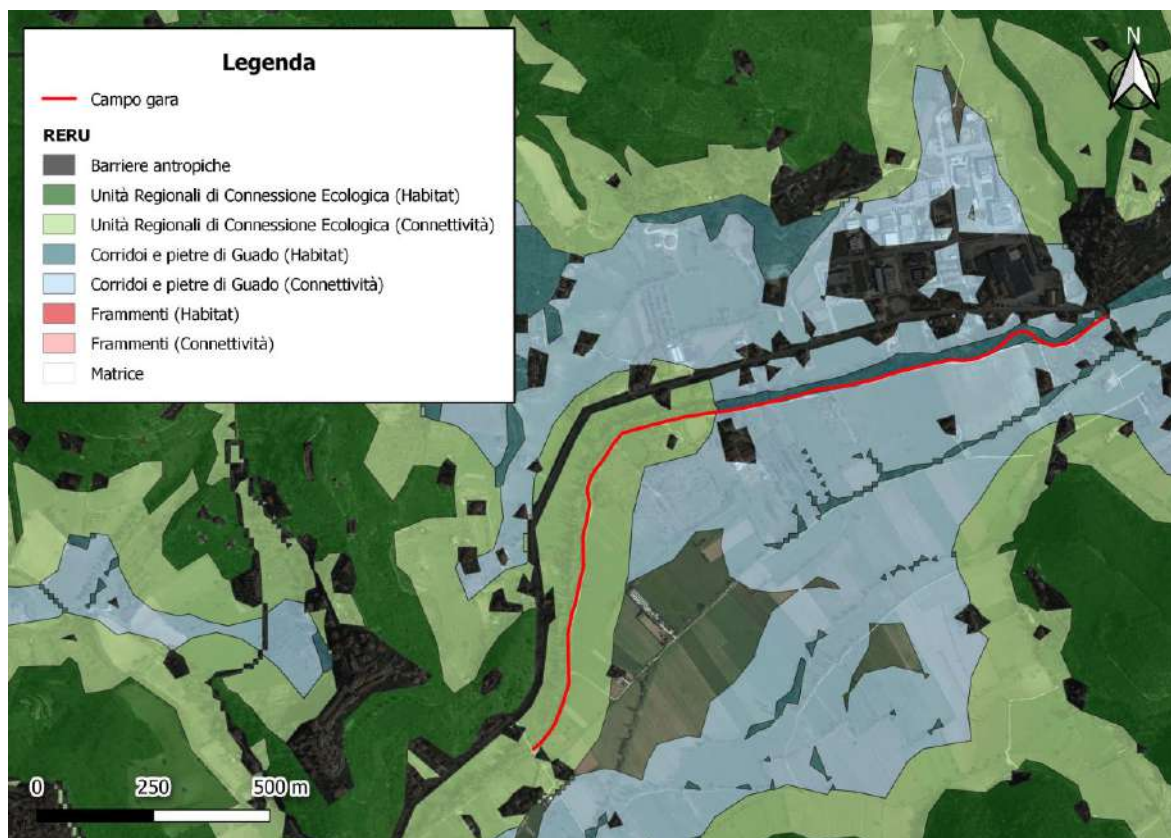 Legenda
Campo gara
RERU
Barriere antropiche
Unità Regionali di Connessione Ecologica (Habitat)
Unità Regionali di Connessione Ecologica (Connettività)
Corridoi e pietre di Guado (Habitat)
Corridoi e pietre di Guado (Connettività)
Frammenti (Habitat)
Frammenti (Connettività)
Matrice
N
0 250 500 m